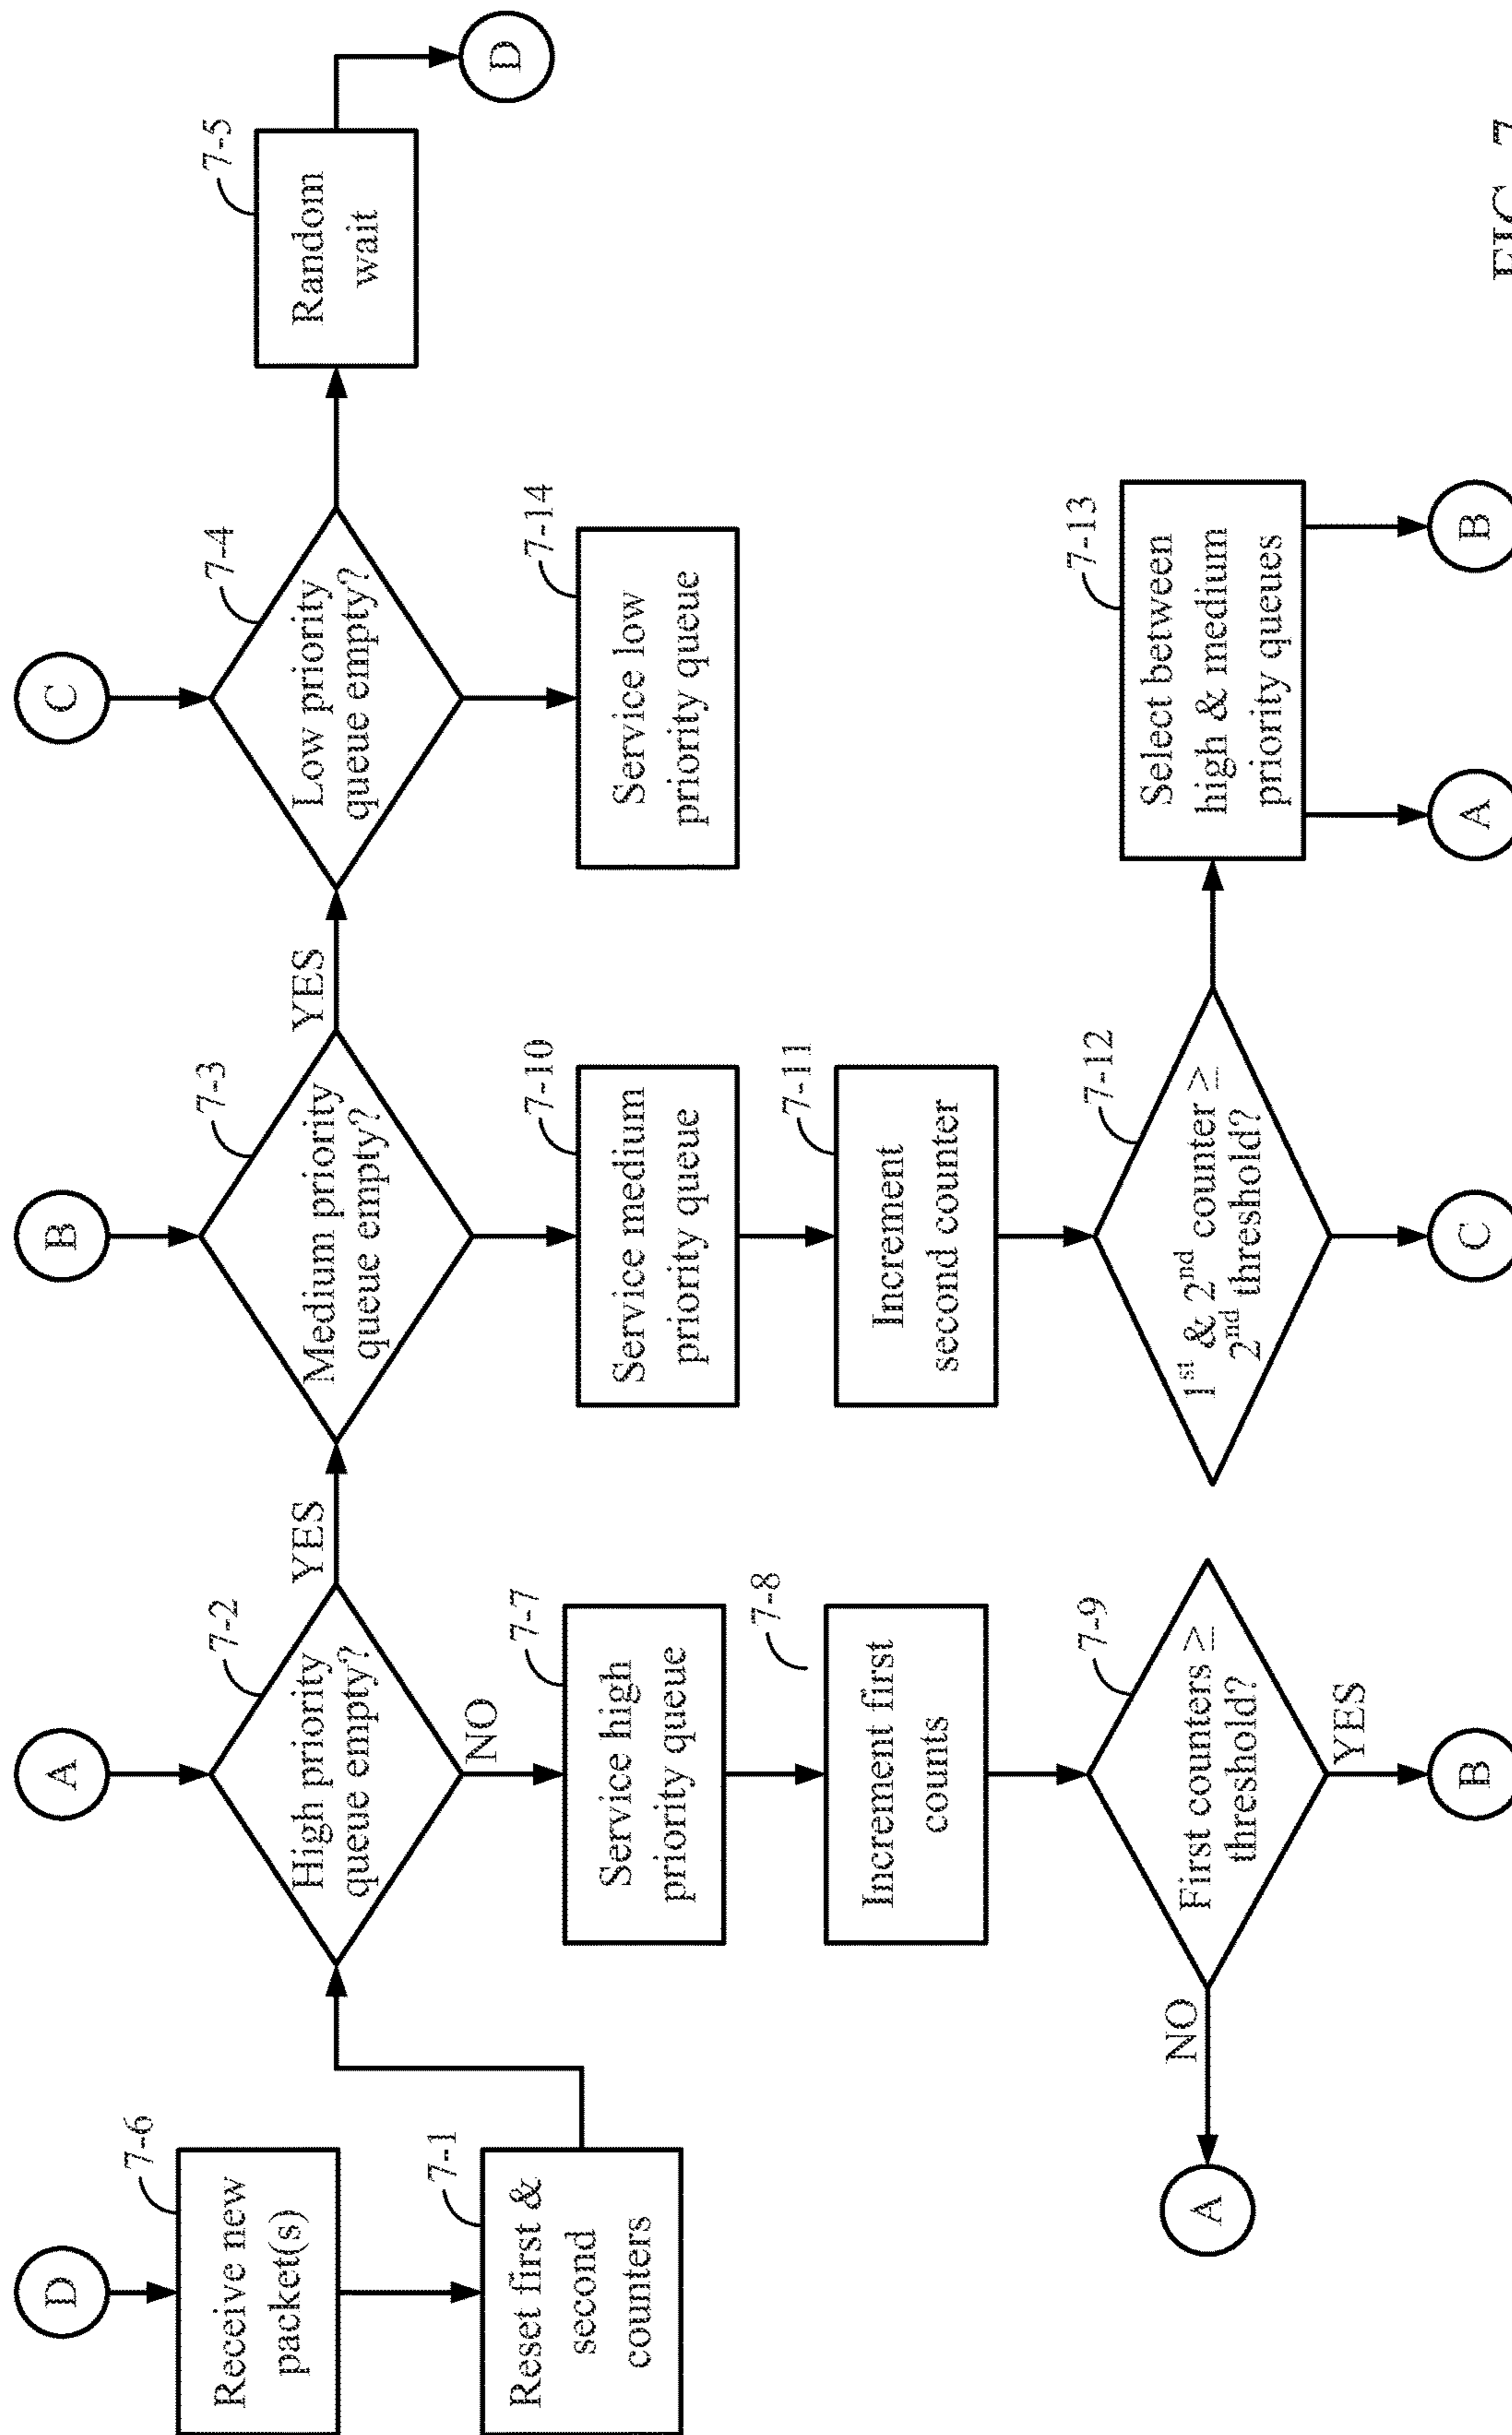 D
7-6
Receive new
packet(s)
7-1
Reset first &
second
counters
A
7-2
High priority
queue empty?
YES
NO
7-7
Service high
priority queue
7-8
Increment first
counts
7-9
First counters ≥
threshold?
NO
A
YES
B
B
7-3
Medium priority
queue empty?
YES
7-10
Service medium
priority queue
7-11
Increment
second counter
7-12
1st & 2nd counter ≥
2nd threshold?
C
C
7-4
Low priority
queue empty?
7-14
Service low
priority queue
7-13
Select between
high & medium
priority queues
A
B
7-5
Random
wait
D
FIG. 7